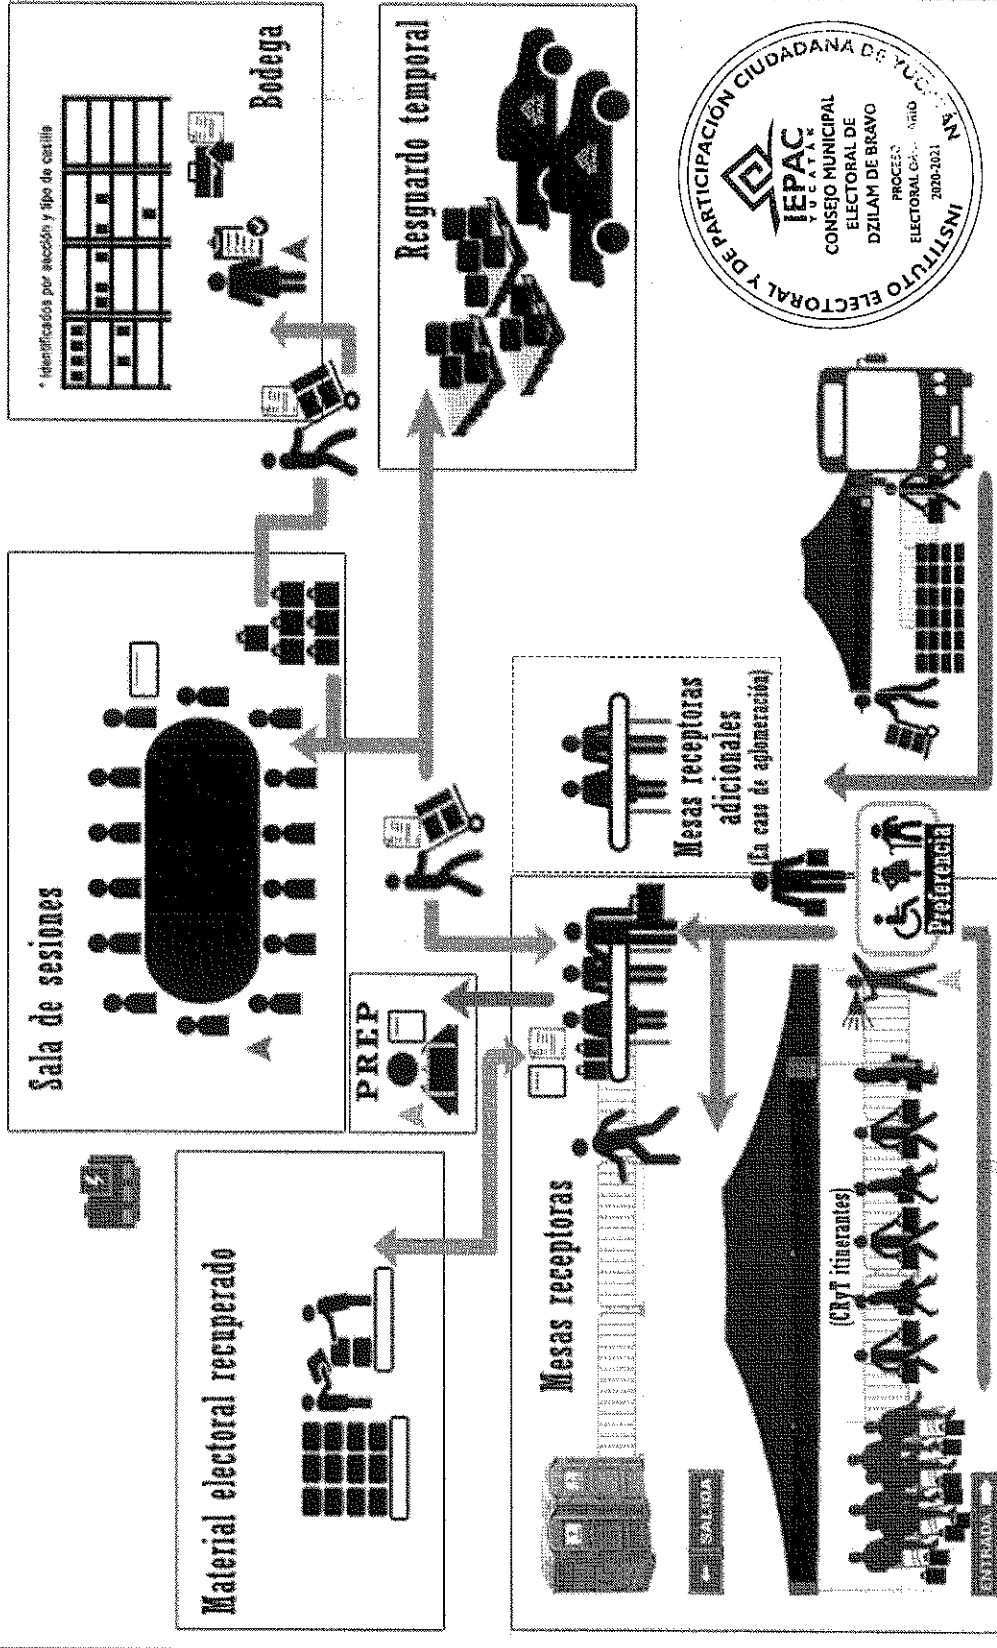 Material electoral recuperado
Sala de sesiones
* Identificados por sección y tipo de casilla
Bodega
PREP
Resguardo temporal
Mesas receptoras
Mesas receptoras
adicionales
(En caso de aglomeración)
SALIDA
(CRyT itinerantes)
Preferencia
ENTRADA
INSTITUTO ELECTORAL Y DE PARTICIPACIÓN CIUDADANA DE YUCATÁN
IEPAC
YUCATÁN
CONSEJO MUNICIPAL
ELECTORAL DE
DZILAM DE BRAVO
PROCESO
ELECTORAL
2020-2021